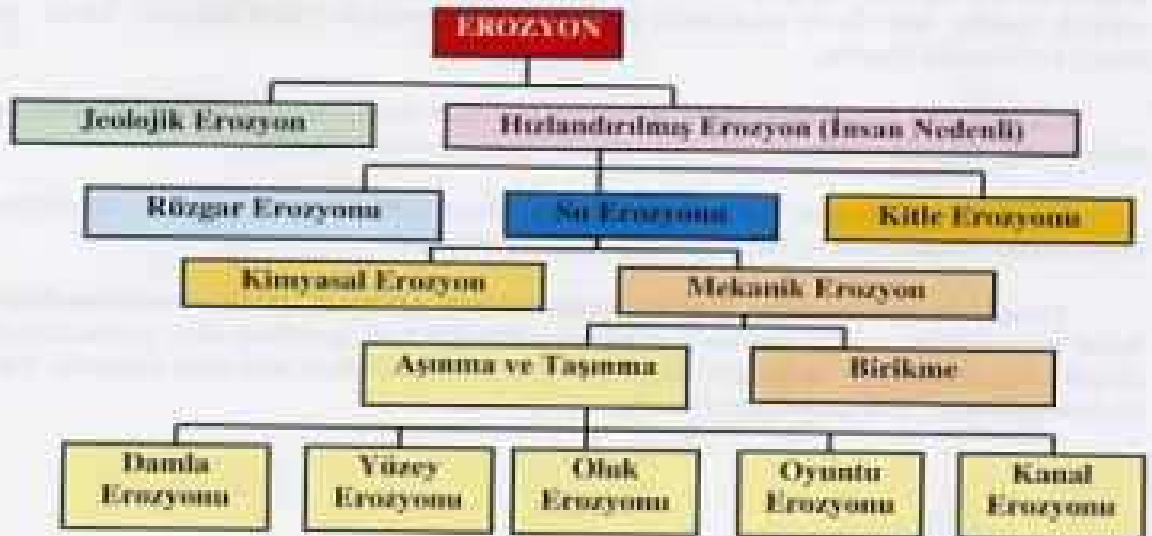 EROZYON
Jeolojik Erozyon
Hızlandırılmış Erozyon (İnsan Nedenli)
Rüzgar Erozyonu
Su Erozyonu
Kitle Erozyonu
Kimyasal Erozyon
Mekanik Erozyon
Aşınma ve Taşınma
Birikme
Damla
Erozyonu
Yüzey
Erozyonu
Oluk
Erozyonu
Oyuntu
Erozyonu
Kanal
Erozyonu